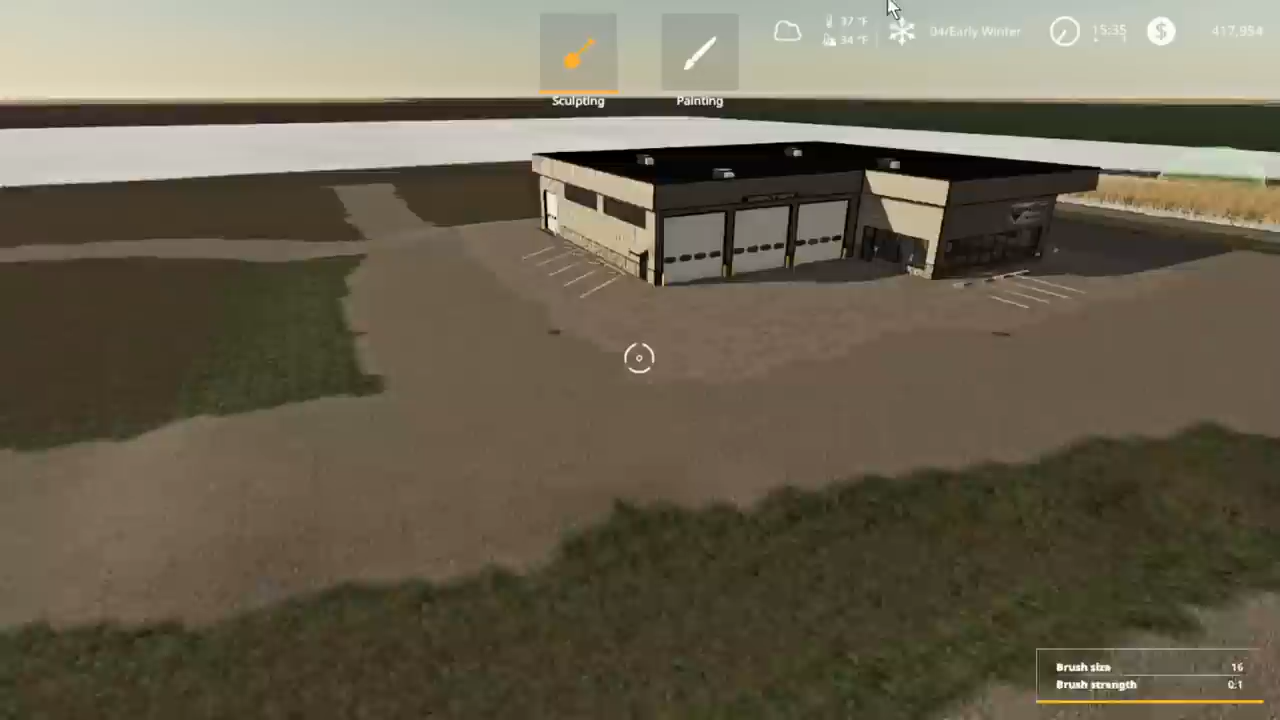 37 °F
34 °F
04/Early Winter
15:35
$
417,954
Sculpting
Painting
Brush size 16
Brush strength 0.1